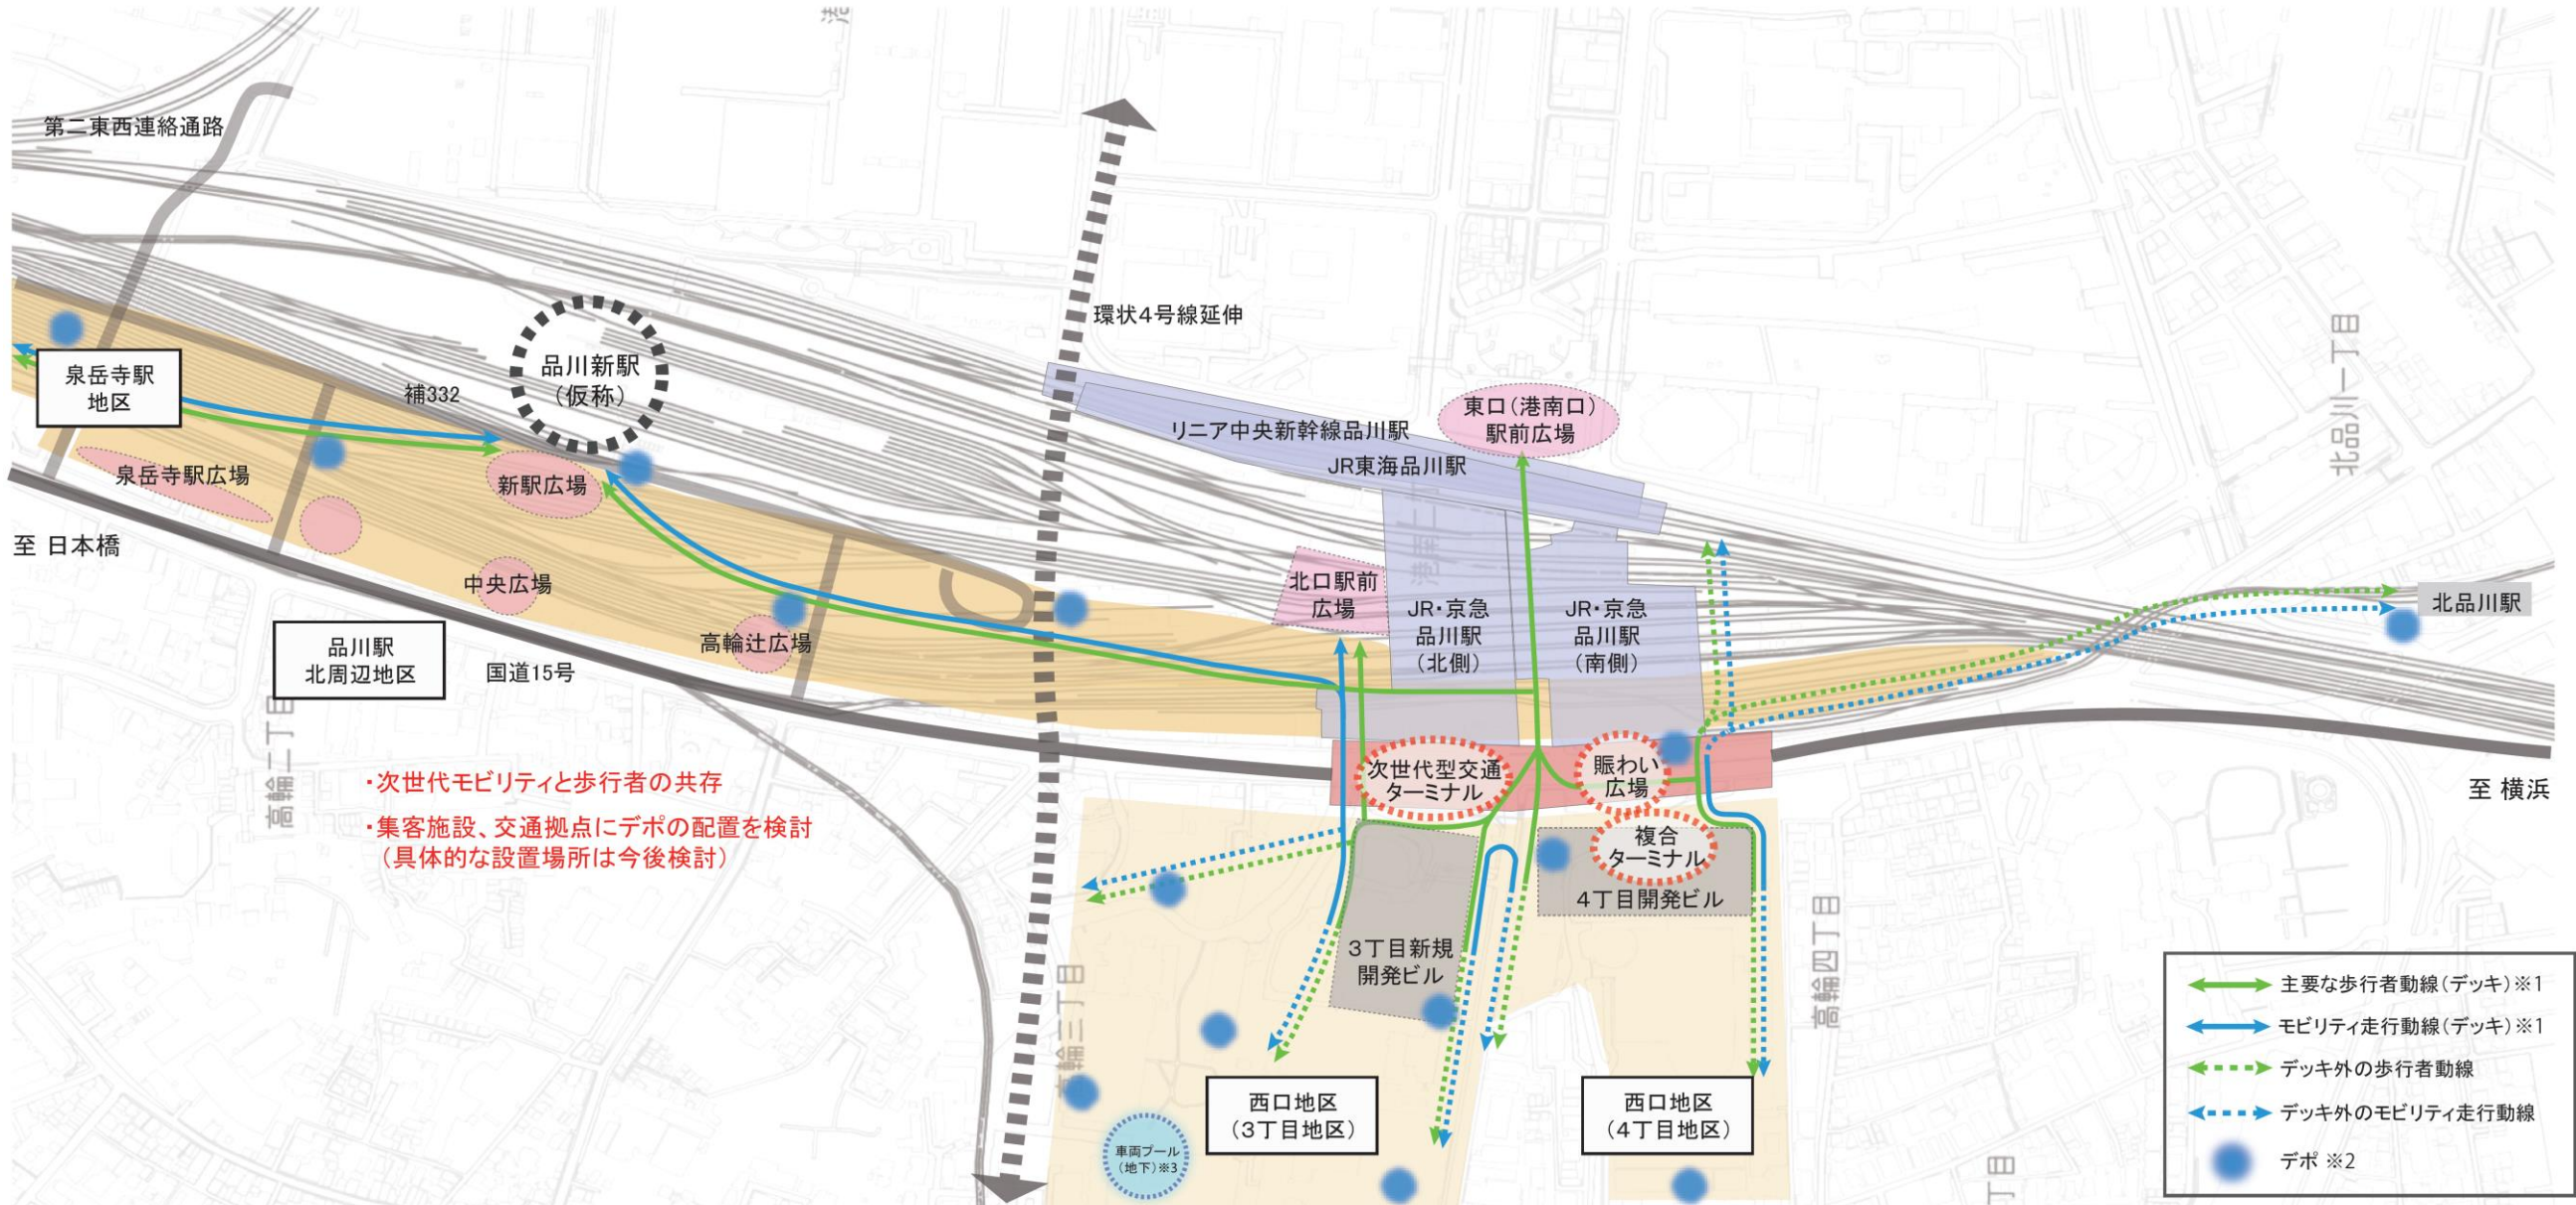 港
第二東西連絡通路
環状4号線延伸
品川新駅
（仮称）
泉岳寺駅
地区
補332
北品川一丁目
東口（港南口）
駅前広場
リニア中央新幹線品川駅
JR東海品川駅
泉岳寺駅広場
新駅広場
至 日本橋
中央広場
高輪辻広場
北口駅前
広場
港南二丁目
JR・京急
品川駅
（北側）
JR・京急
品川駅
（南側）
北品川駅
品川駅
北周辺地区
国道15号
高輪二丁目
・次世代モビリティと歩行者の共存
・集客施設、交通拠点にデポの配置を検討
（具体的な設置場所は今後検討）
次世代型交通
ターミナル
賑わい
広場
至 横浜
複合
ターミナル
4丁目開発ビル
3丁目新規
開発ビル
高輪三丁目
高輪四丁目
西口地区
（3丁目地区）
西口地区
（4丁目地区）
車両プール
（地下）※3
丁目
主要な歩行者動線（デッキ）※1
モビリティ走行動線（デッキ）※1
デッキ外の歩行者動線
デッキ外のモビリティ走行動線
デポ ※2